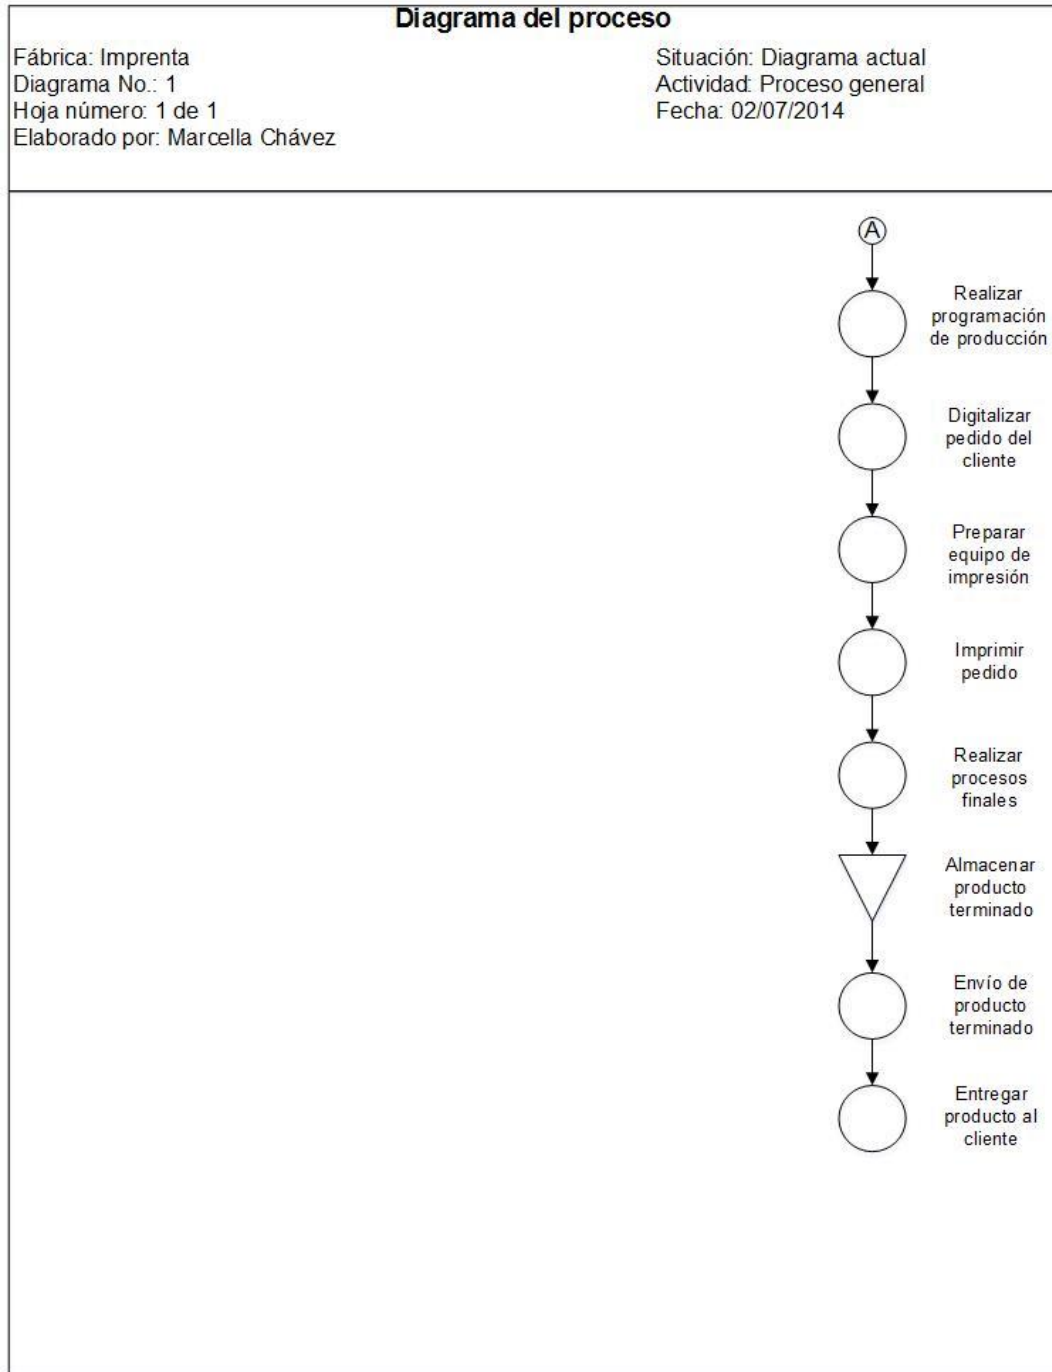 Diagrama del proceso
Fábrica: Imprenta
Diagrama No.: 1
Hoja número: 1 de 1
Elaborado por: Marcella Chávez
Situación: Diagrama actual
Actividad: Proceso general
Fecha: 02/07/2014
A
Realizar
programación
de producción
Digitalizar
pedido del
cliente
Preparar
equipo de
impresión
Imprimir
pedido
Realizar
procesos
finales
Almacenar
producto
terminado
Envío de
producto
terminado
Entregar
producto al
cliente